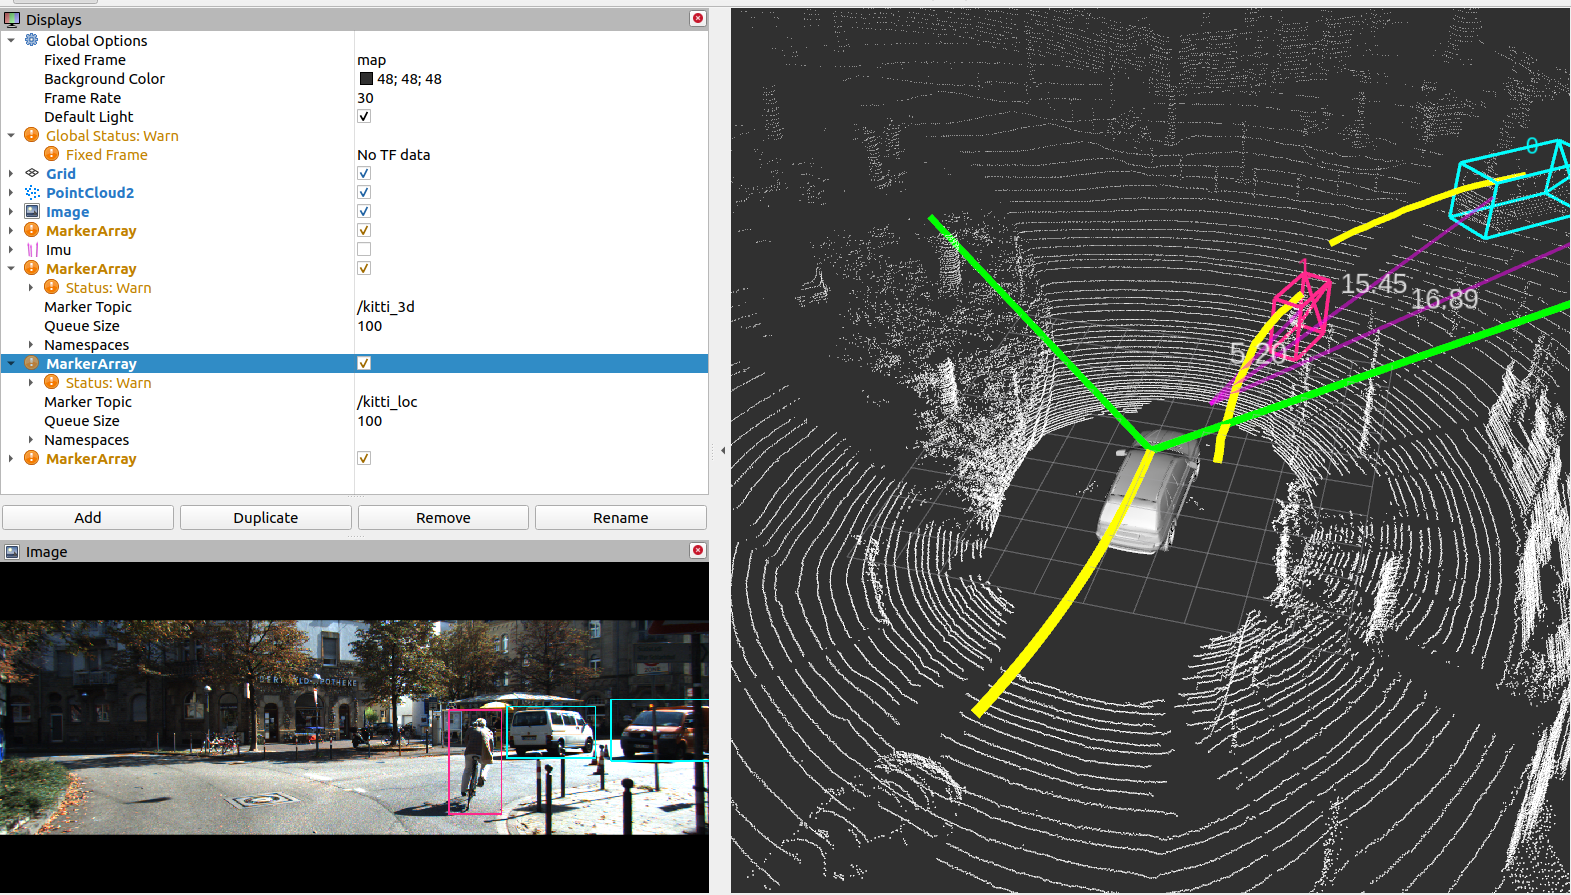 Displays
Global Options
Fixed Frame map
Background Color 48; 48; 48
Frame Rate 30
Default Light
Global Status: Warn
Fixed Frame No TF data
Grid
PointCloud2
Image
MarkerArray
Imu
MarkerArray
Status: Warn
Marker Topic /kitti_3d
Queue Size 100
Namespaces
MarkerArray
Status: Warn
Marker Topic /kitti_loc
Queue Size 100
Namespaces
MarkerArray
Add Duplicate Remove Rename
Image
0
1
15.45
16.89
5.20